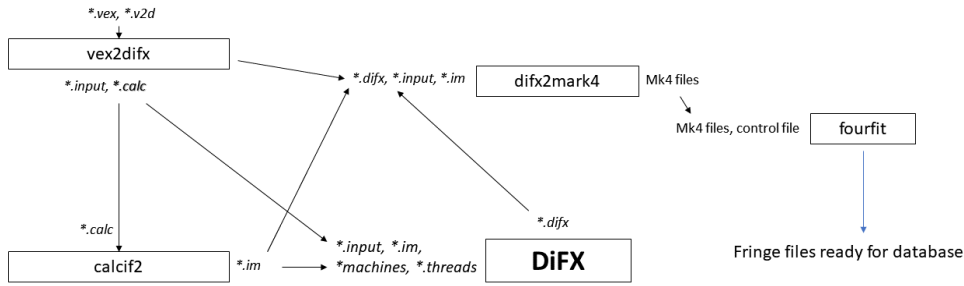 *.vex, *.v2d
vex2difx
*.input, *.calc
*.difx, *.input, *.im
difx2mark4
Mk4 files
Mk4 files, control file
fourfit
*.calc
calcif2
*.im
*.input, *.im,
*machines, *.threads
*.difx
DiFX
Fringe files ready for database